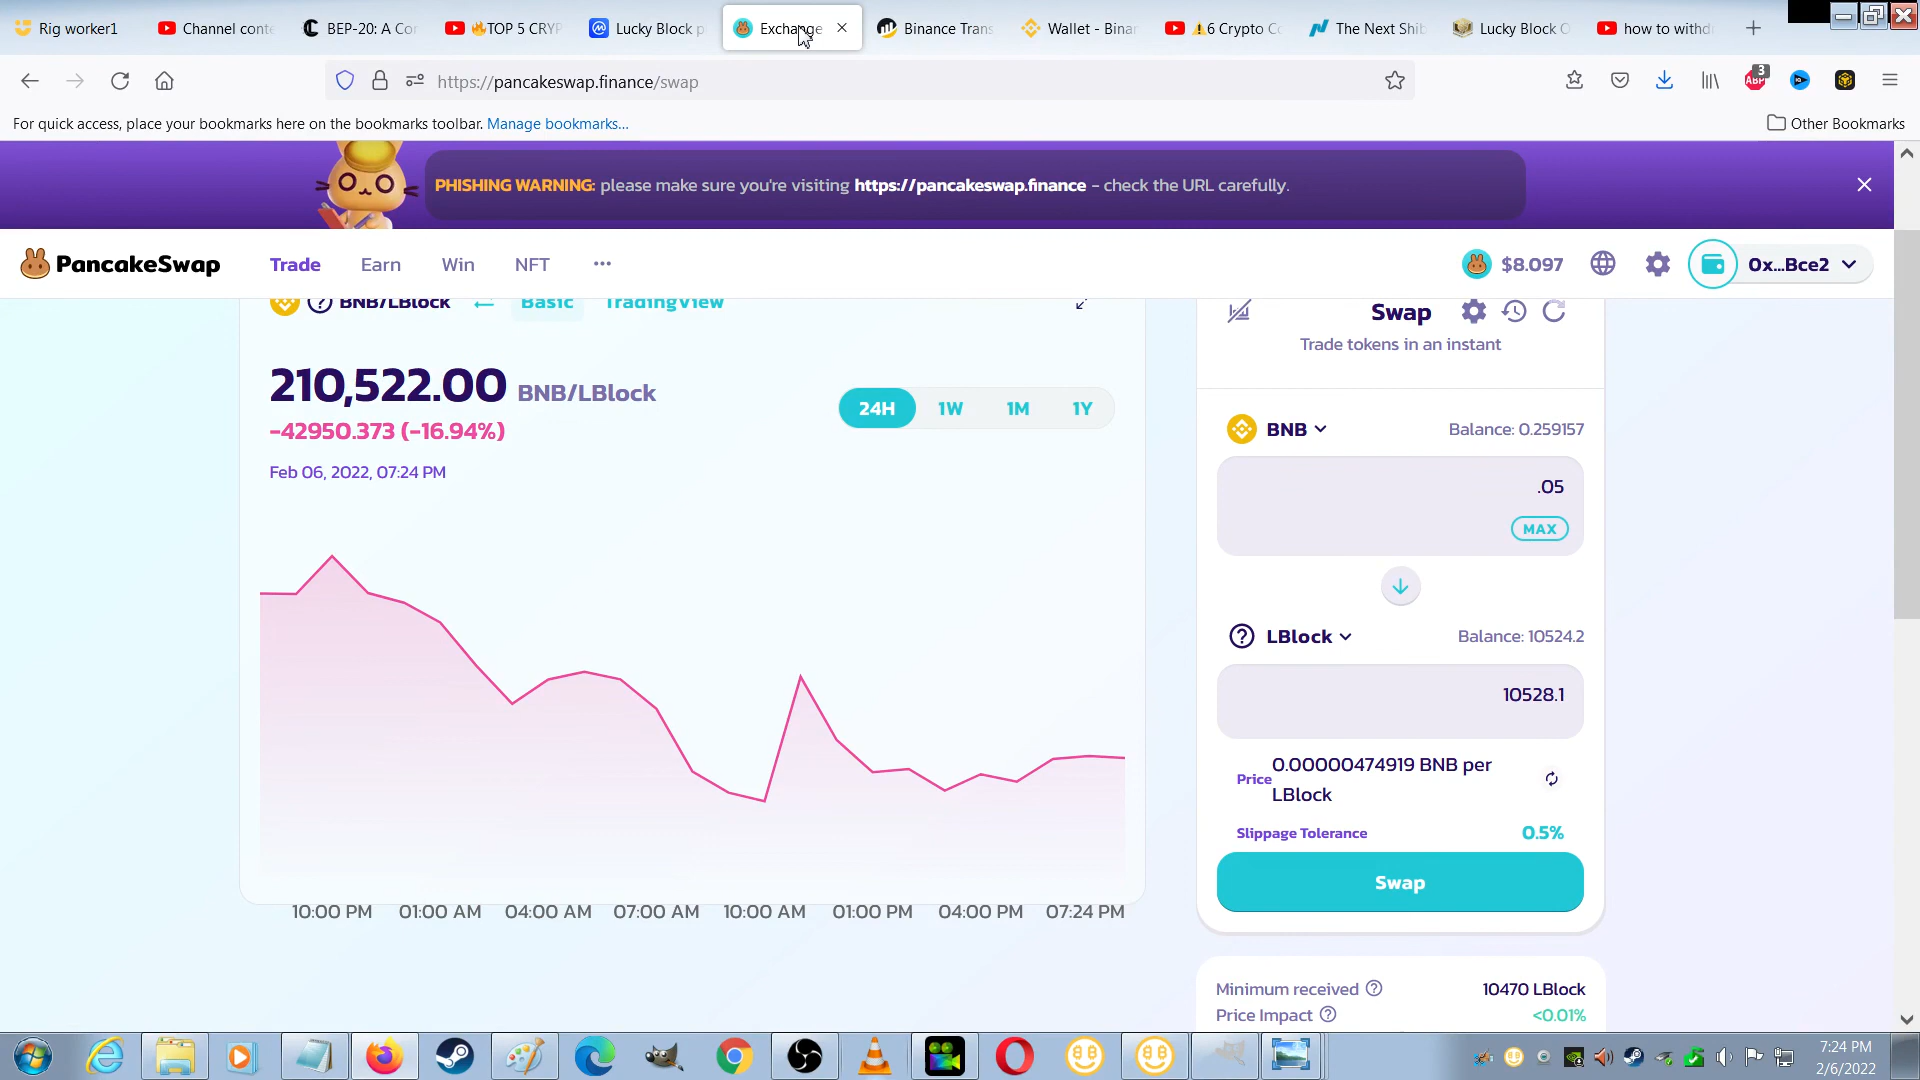 Rig worker1
Channel conte
BEP-20: A Cor
🔥TOP 5 CRYP
Lucky Block p
Exchange
Binance Trans
Wallet - Binan
⚠6 Crypto Co
The Next Shib
Lucky Block O
how to withdr
https://pancakeswap.finance/swap
ABP
3
For quick access, place your bookmarks here on the bookmarks toolbar. Manage bookmarks...
Other Bookmarks
PHISHING WARNING: please make sure you're visiting https://pancakeswap.finance - check the URL carefully.
PancakeSwap
Trade
Earn
Win
NFT
$8.097
0x...Bce2
BNB/LBlock
Basic
TradingView
210,522.00 BNB/LBlock
-42950.373 (-16.94%)
Feb 06, 2022, 07:24 PM
24H
1W
1M
1Y
10:00 PM
01:00 AM
04:00 AM
07:00 AM
10:00 AM
01:00 PM
04:00 PM
07:24 PM
Swap
Trade tokens in an instant
BNB
Balance: 0.259157
.05
MAX
LBlock
Balance: 10524.2
10528.1
Price
0.00000474919 BNB per
LBlock
Slippage Tolerance
0.5%
Swap
Minimum received
10470 LBlock
Price Impact
<0.01%
7:24 PM
2/6/2022